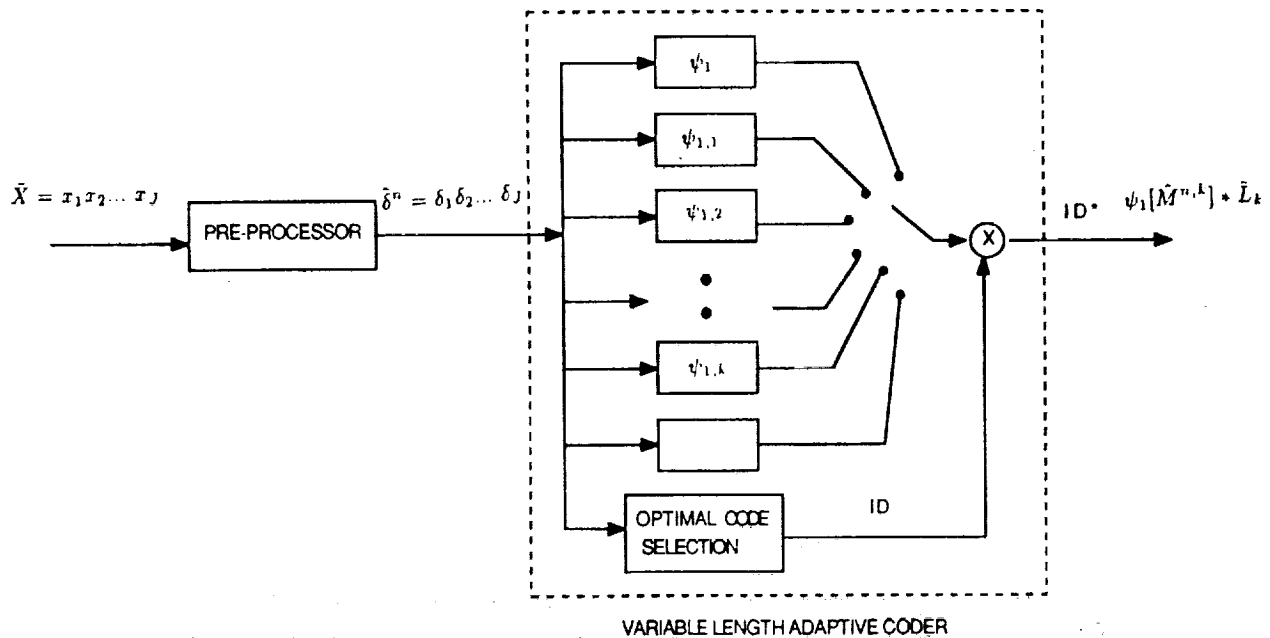 ψ₁
ψ₁,₁
X̃ = x₁x₂... x_J
δ̃ⁿ = δ₁δ₂... δ_J
ψ₁,₂
PRE-PROCESSOR
ID* ψ₁[M̃ⁿ,ᵏ] * L̃ₖ
X
ψ₁,ₖ
OPTIMAL CODE
SELECTION
ID
VARIABLE LENGTH ADAPTIVE CODER